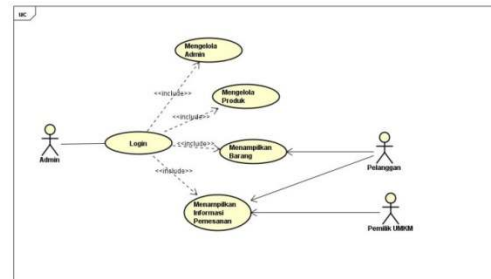 uc
Mengelola
Admin
<<include>>
Mengelola
Produk
<<include>>
Admin
Login
<<include>>
Menampilkan
Barang
Pelanggan
<<include>>
Menampilkan
Informasi
Pemesanan
Pemilik UMKM